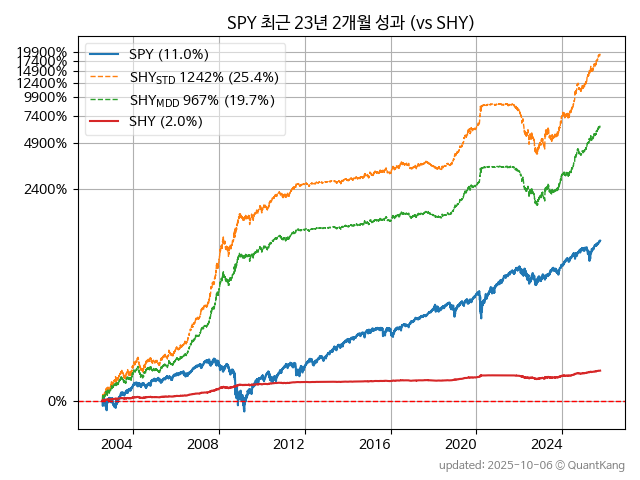 SPY 최근 23년 2개월 성과 (vs SHY)
19900%
17400%
14900%
12400%
9900%
7400%
4900%
2400%
0%
SPY (11.0%)
SHY_STD 1242% (25.4%)
SHY_MDD 967% (19.7%)
SHY (2.0%)
2004 2008 2012 2016 2020 2024
updated: 2025-10-06 © QuantKang